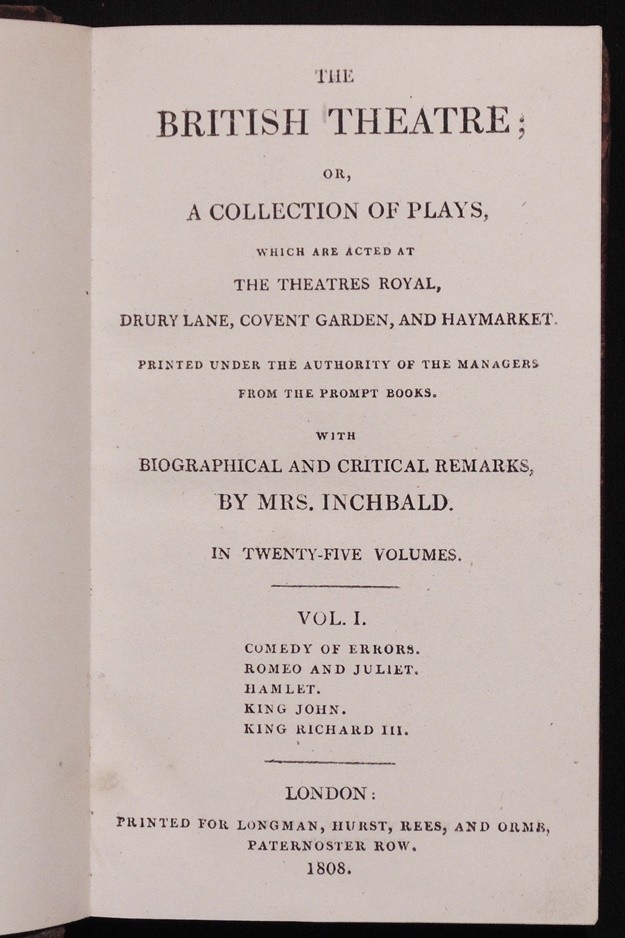 THE
BRITISH THEATRE;
OR,
A COLLECTION OF PLAYS,
WHICH ARE ACTED AT
THE THEATRES ROYAL,
DRURY LANE, COVENT GARDEN, AND HAYMARKET.
PRINTED UNDER THE AUTHORITY OF THE MANAGERS
FROM THE PROMPT BOOKS.
WITH
BIOGRAPHICAL AND CRITICAL REMARKS,
BY MRS. INCHBALD.
IN TWENTY-FIVE VOLUMES.
VOL. I.
COMEDY OF ERRORS.
ROMEO AND JULIET.
HAMLET.
KING JOHN.
KING RICHARD III.
LONDON:
PRINTED FOR LONGMAN, HURST, REES, AND ORME,
PATERNOSTER ROW.
1808.